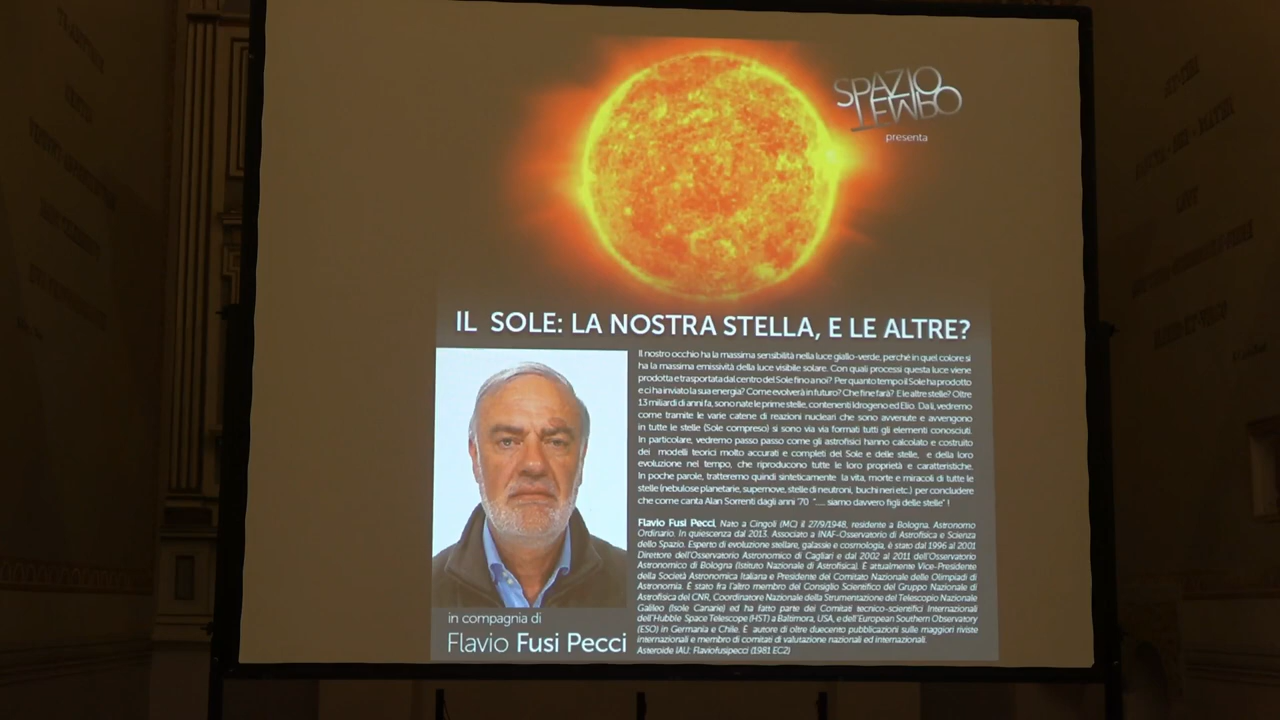 SPAZIO
TEMPO
presenta
IL SOLE: LA NOSTRA STELLA, E LE ALTRE?
Il nostro occhio ha la massima sensibilità nella luce giallo-verde, perchè in quel colore si
ha la massima emissività della luce visibile solare. Con quali processi questa luce viene
prodotta e trasportata dal centro del Sole fino a noi? Per quanto tempo il Sole ha prodotto
e ci ha inviato la sua energia? Come evolverà in futuro? Che fine farà? E le altre stelle? Oltre
13 miliardi di anni fa, sono nate le prime stelle, contenenti Idrogeno ed Elio. Da lì, vedremo
come tramite le varie catene di reazioni nucleari che sono avvenute e avvengono
in tutte le stelle (Sole compreso) si sono via via formati tutti gli elementi conosciuti.
In particolare, vedremo passo passo come gli astrofisici hanno calcolato e costruito
dei modelli teorici molto accurati e completi del Sole e delle stelle, e della loro
evoluzione nel tempo, che riproducono tutte le loro proprietà e caratteristiche.
In poche parole, tratteremo quindi sinteticamente la vita, morte e miracoli di tutte le
stelle (nebulose planetarie, supernove, stelle di neutroni, buchi neri etc.) per concludere
che come canta Alan Sorrenti dagli anni '70 "..... siamo davvero figli delle stelle" !
Flavio Fusi Pecci, Nato a Cingoli (MC) il 27/9/1948, residente a Bologna. Astronomo
Ordinario. In quiescenza dal 2013. Associato a INAF-Osservatorio di Astrofisica e Scienza
dello Spazio. Esperto di evoluzione stellare, galassie e cosmologia, è stato dal 1996 al 2001
Direttore dell'Osservatorio Astronomico di Cagliari e dal 2002 al 2011 dell'Osservatorio
Astronomico di Bologna (Istituto Nazionale di Astrofisica). È attualmente Vice-Presidente
della Società Astronomica Italiana e Presidente del Comitato Nazionale delle Olimpiadi di
Astronomia. È stato fra l'altro membro del Consiglio Scientifico del Gruppo Nazionale di
Astrofisica del CNR, Coordinatore Nazionale della Strumentazione del Telescopio Nazionale
Galileo (Isole Canarie) ed ha fatto parte dei Comitati tecnico-scientifici Internazionali
dell'Hubble Space Telescope (HST) a Baltimora, USA, e dell'European Southern Observatory
(ESO) in Germania e Chile. È autore di oltre duecento pubblicazioni sulle maggiori riviste
internazionali e membro di comitati di valutazione nazionali ed internazionali.
Asteroide IAU: Flaviofusipecci (1981 EC2)
in compagnia di
Flavio Fusi Pecci